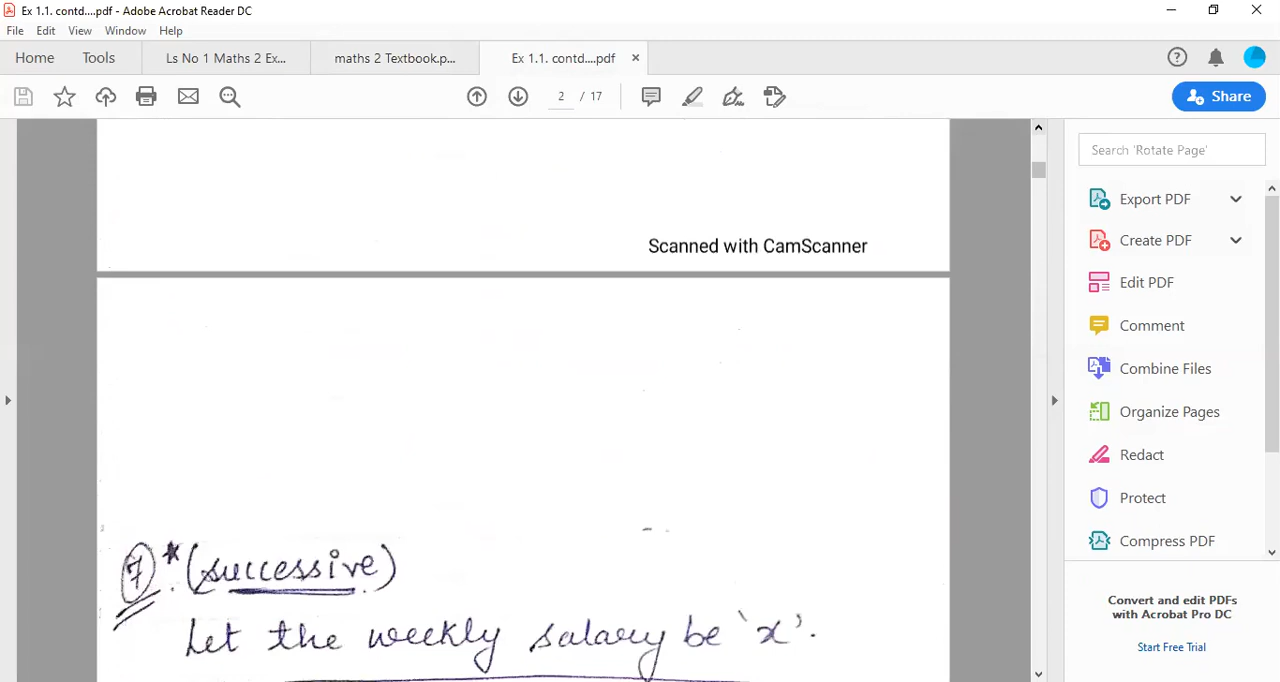 Ex 1.1. contd....pdf - Adobe Acrobat Reader DC
File Edit View Window Help
Home Tools Ls No 1 Maths 2 Ex... maths 2 Textbook.p... Ex 1.1. contd....pdf ×
2 / 17 Share
Search 'Rotate Page'
Export PDF
Scanned with CamScanner
Create PDF
Edit PDF
Comment
Combine Files
Organize Pages
Redact
Protect
Compress PDF
⑦* (successive)
Let the weekly salary be 'x'.
Convert and edit PDFs
with Acrobat Pro DC
Start Free Trial